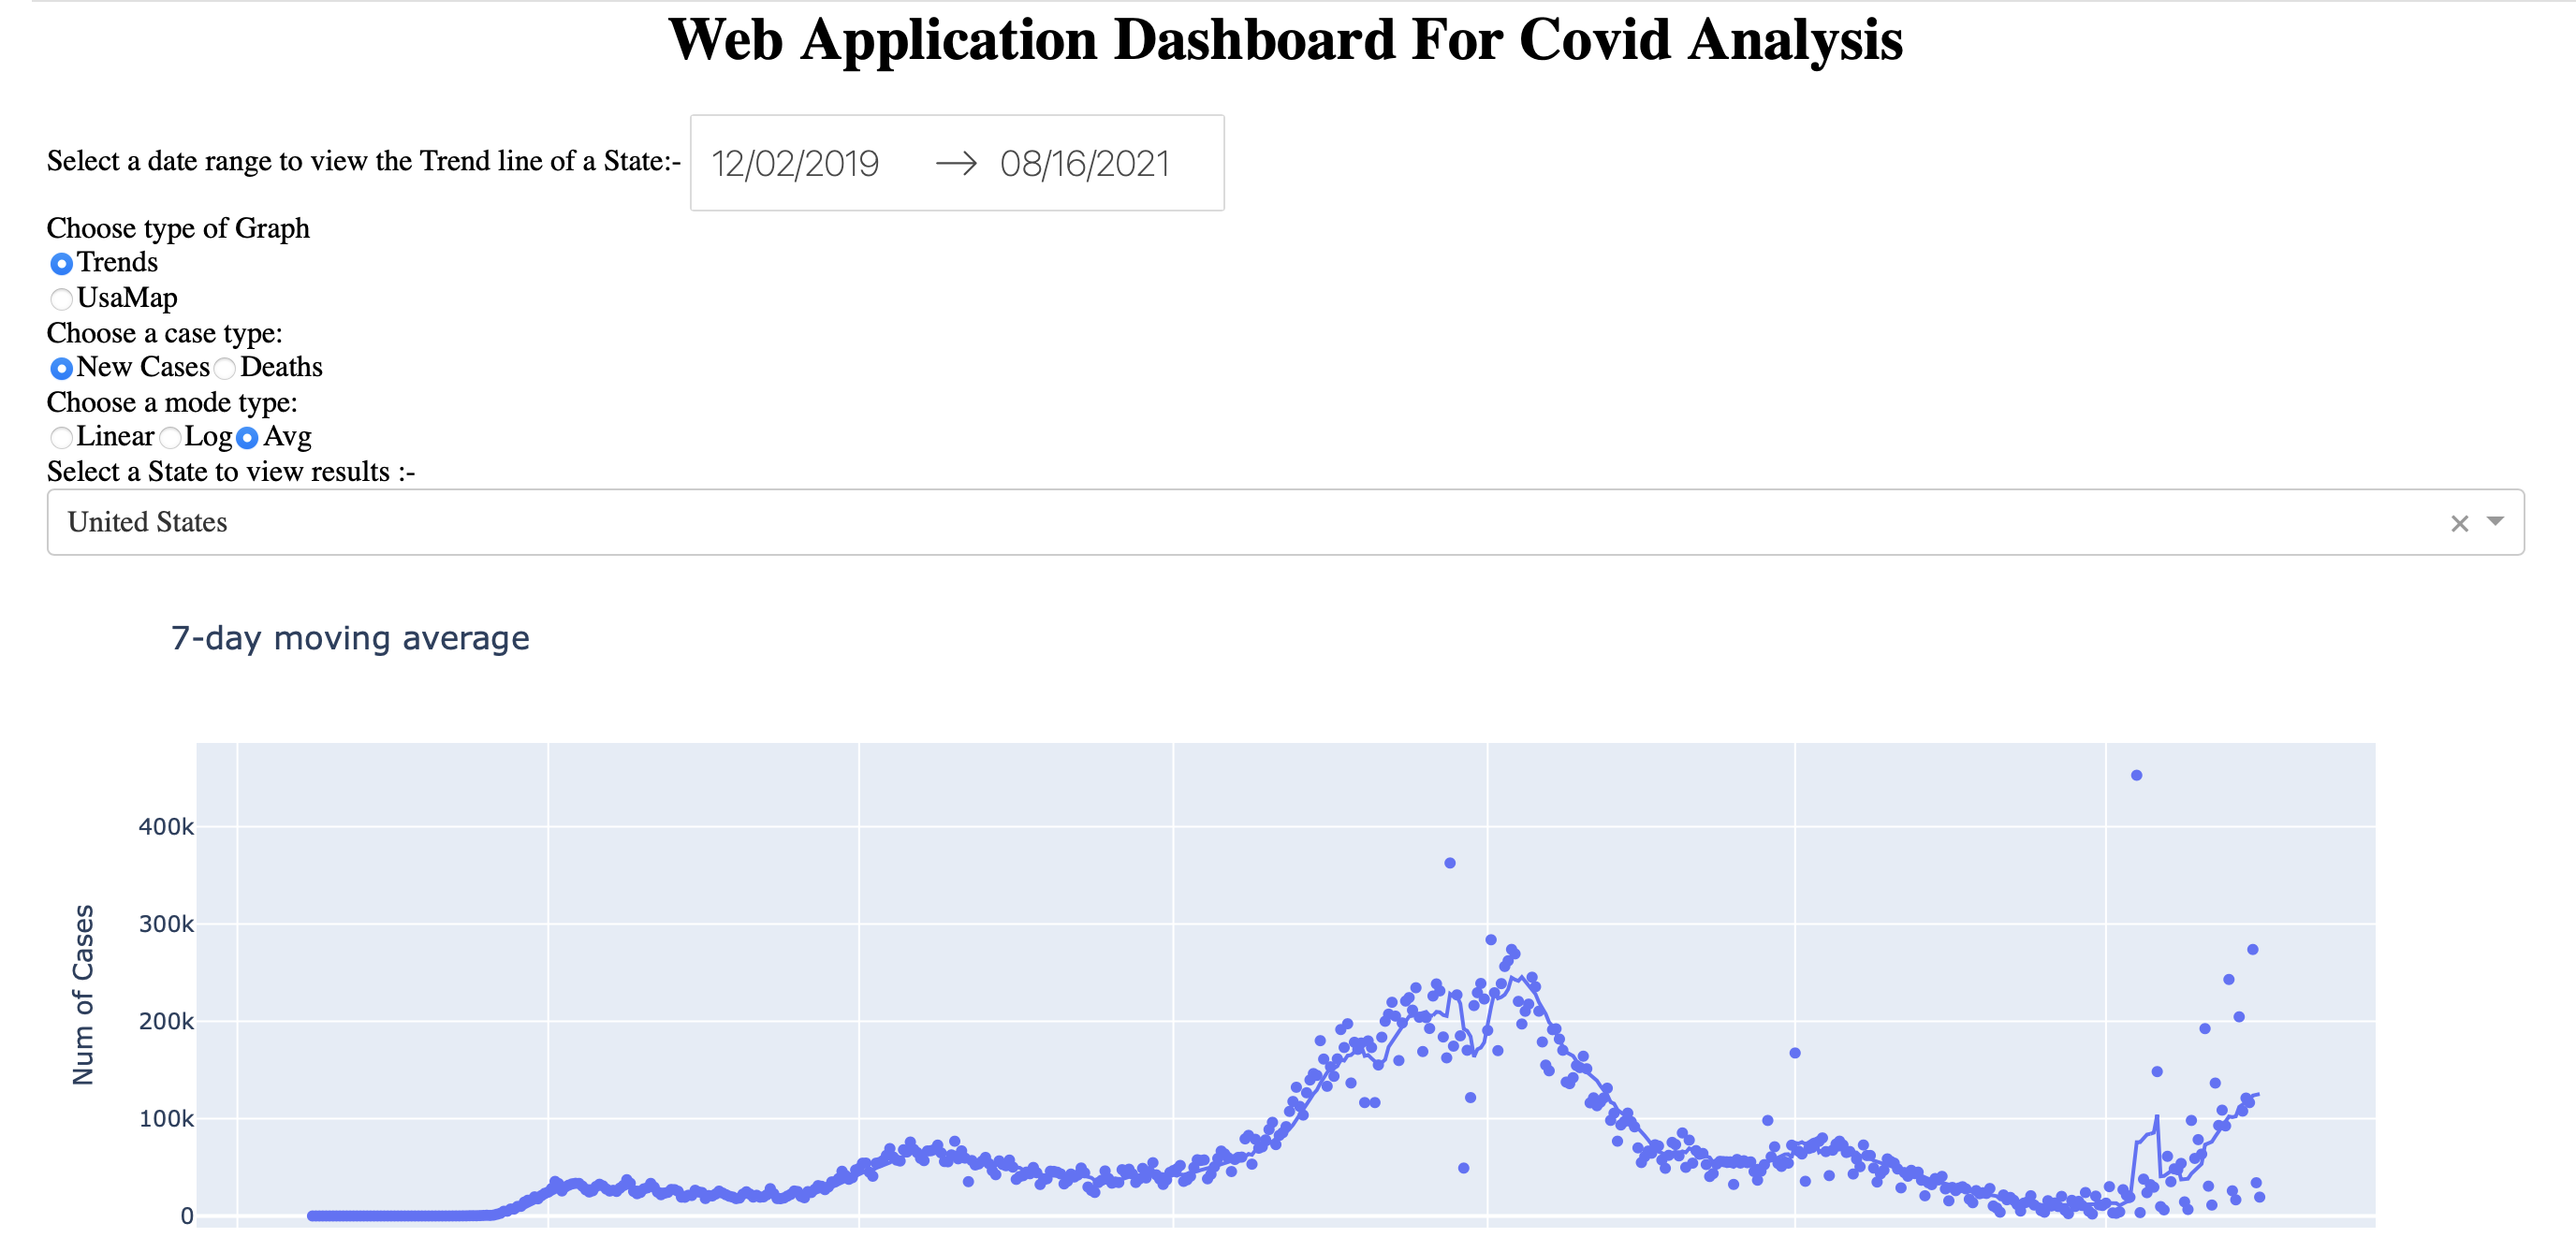 Web Application Dashboard For Covid Analysis
Select a date range to view the Trend line of a State:- 12/02/2019 → 08/16/2021
Choose type of Graph
Trends
UsaMap
Choose a case type:
New Cases Deaths
Choose a mode type:
Linear Log Avg
Select a State to view results :-
United States
7-day moving average
400k
300k
200k
100k
0
Num of Cases